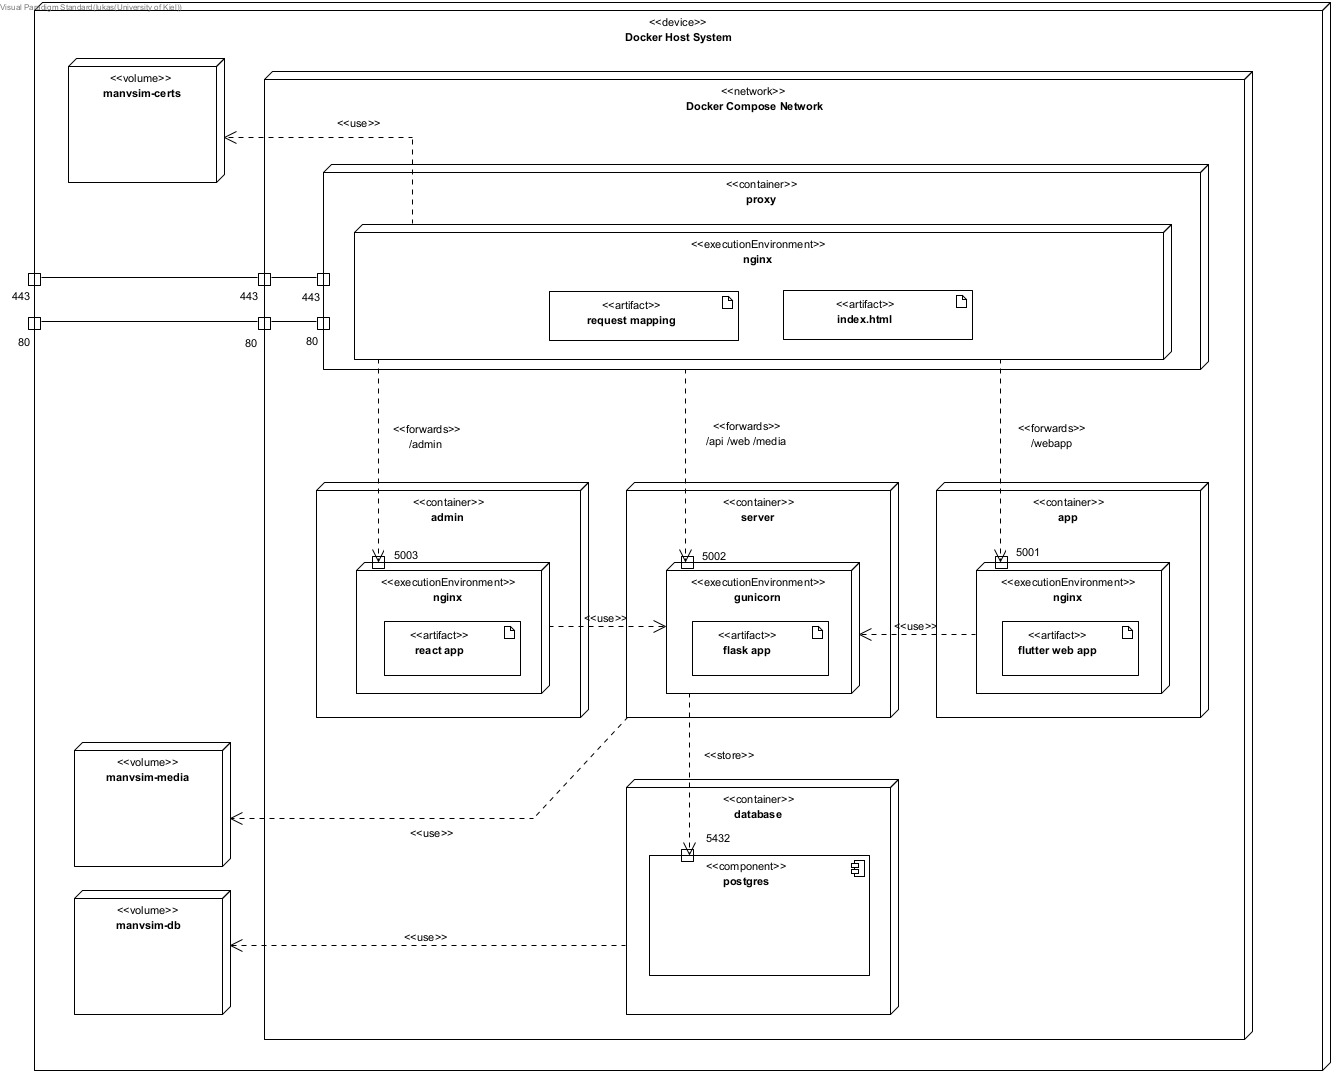 Visual Paradigm Standard(lukas(University of Kiel))
<<device>>
Docker Host System
<<volume>>
manvsim-certs
<<network>>
Docker Compose Network
<<use>>
<<container>>
proxy
<<executionEnvironment>>
nginx
<<artifact>>
request mapping
<<artifact>>
index.html
443
443
443
80
80
80
<<forwards>>
/admin
<<forwards>>
/api /web /media
<<forwards>>
/webapp
<<container>>
admin
5003
<<executionEnvironment>>
nginx
<<artifact>>
react app
<<use>>
<<container>>
server
5002
<<executionEnvironment>>
gunicorn
<<artifact>>
flask app
<<use>>
<<container>>
app
5001
<<executionEnvironment>>
nginx
<<artifact>>
flutter web app
<<volume>>
manvsim-media
<<use>>
<<store>>
<<container>>
database
5432
<<component>>
postgres
<<volume>>
manvsim-db
<<use>>